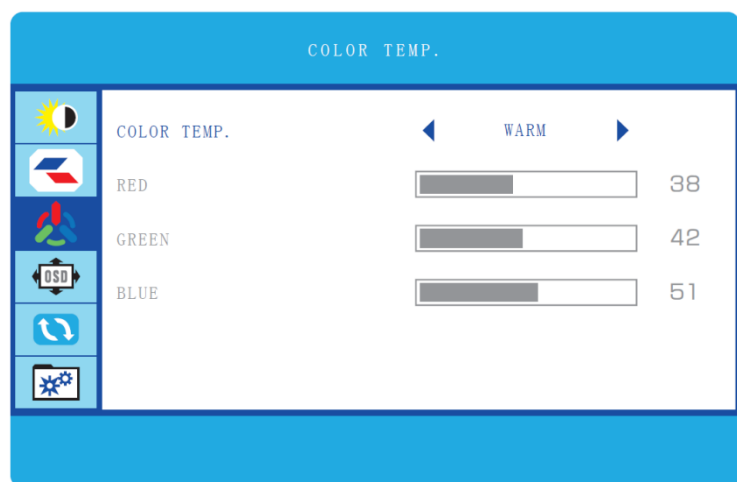 COLOR TEMP.
COLOR TEMP. WARM
RED 38
GREEN 42
OSD
BLUE 51